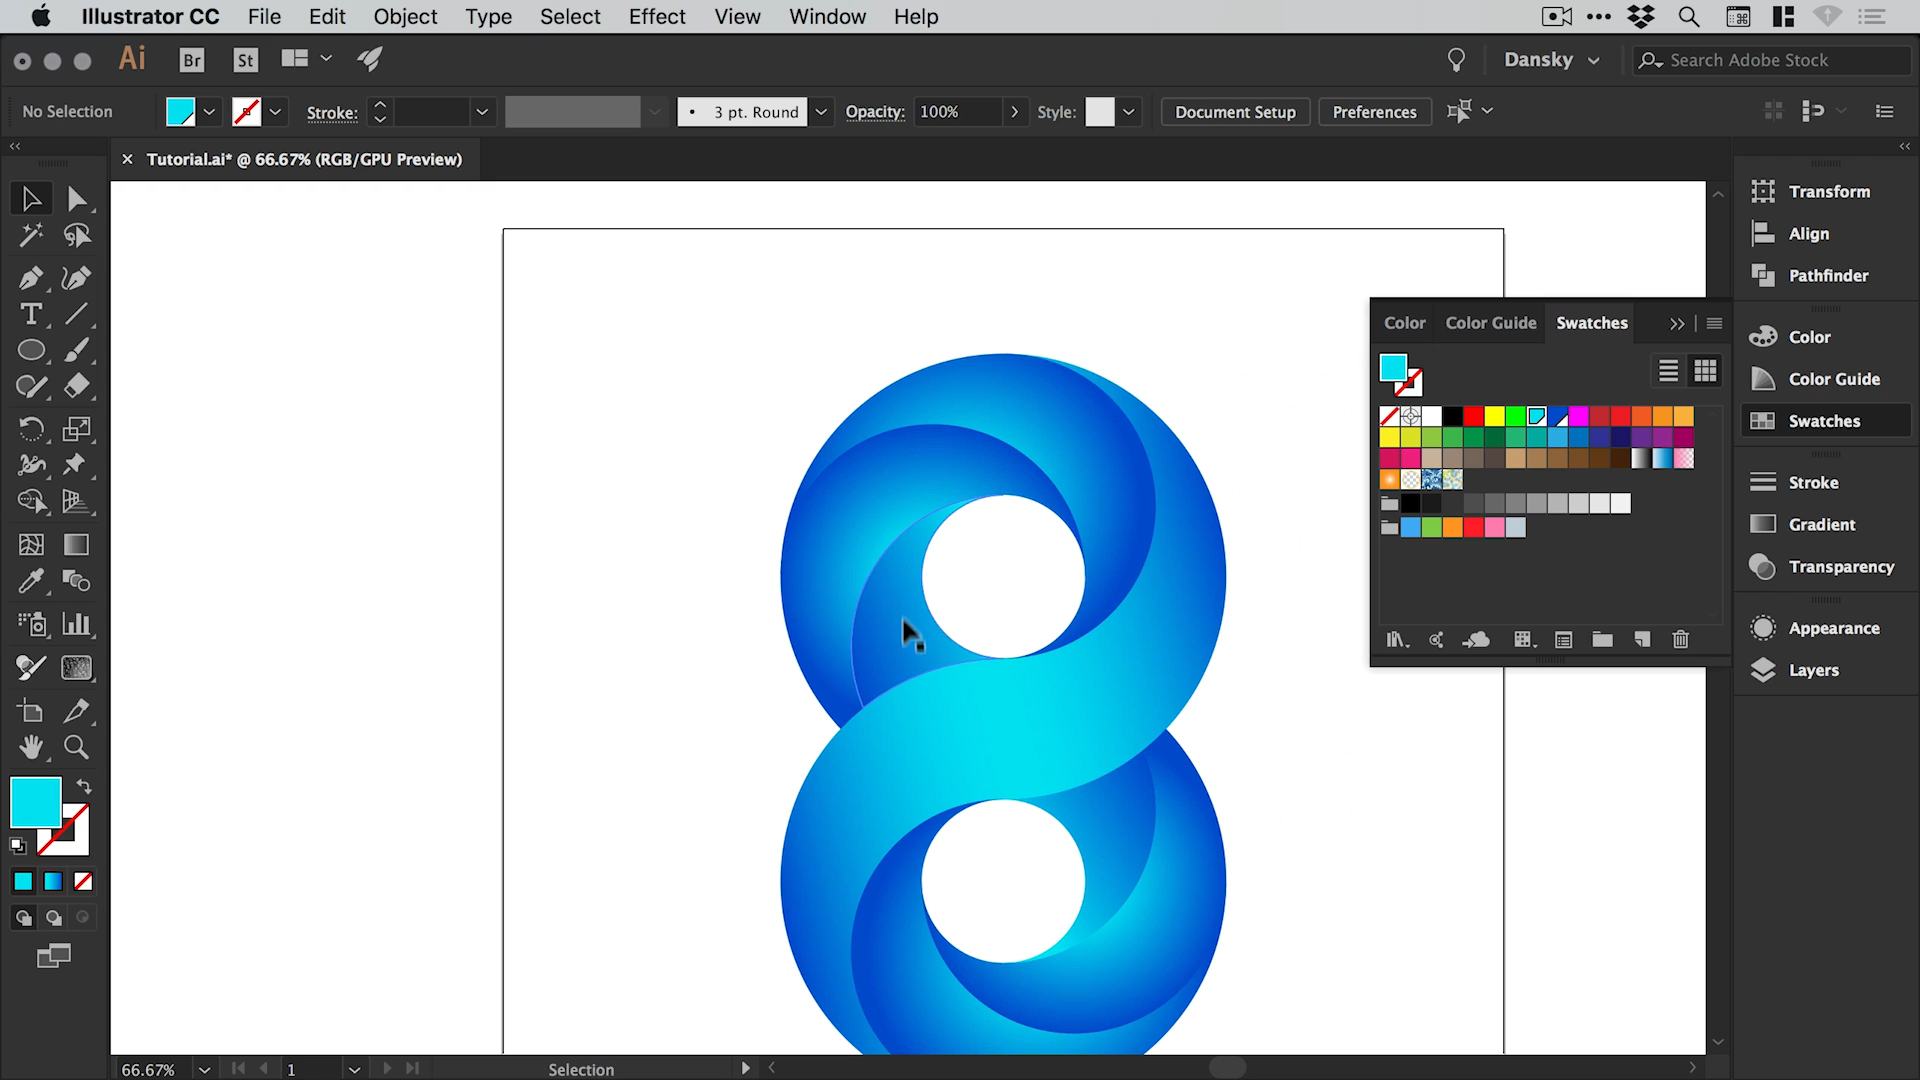 Illustrator CC File Edit Object Type Select Effect View Window Help
Ai Br St Dansky Search Adobe Stock
No Selection Stroke: 3 pt. Round Opacity: 100% Style: Document Setup Preferences
Tutorial.ai* @ 66.67% (RGB/GPU Preview)
Transform
Align
Pathfinder
Color Color Guide Swatches
Color
Color Guide
Swatches
Stroke
Gradient
Transparency
Appearance
Layers
66.67% 1 Selection